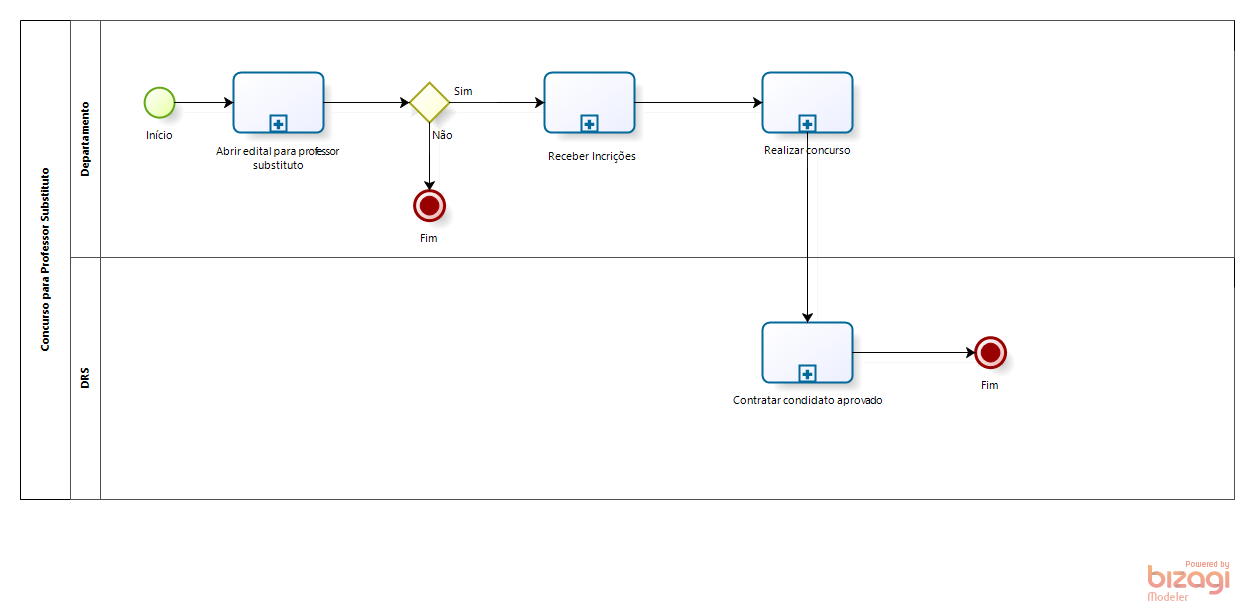 Concurso para Professor Substituto
Departamento
Início
Abrir edital para professor
substituto
Sim
Não
Fim
Receber Incrições
Realizar concurso
DRS
Contratar condidato aprovado
Fim
Powered by
bizagi
Modeler